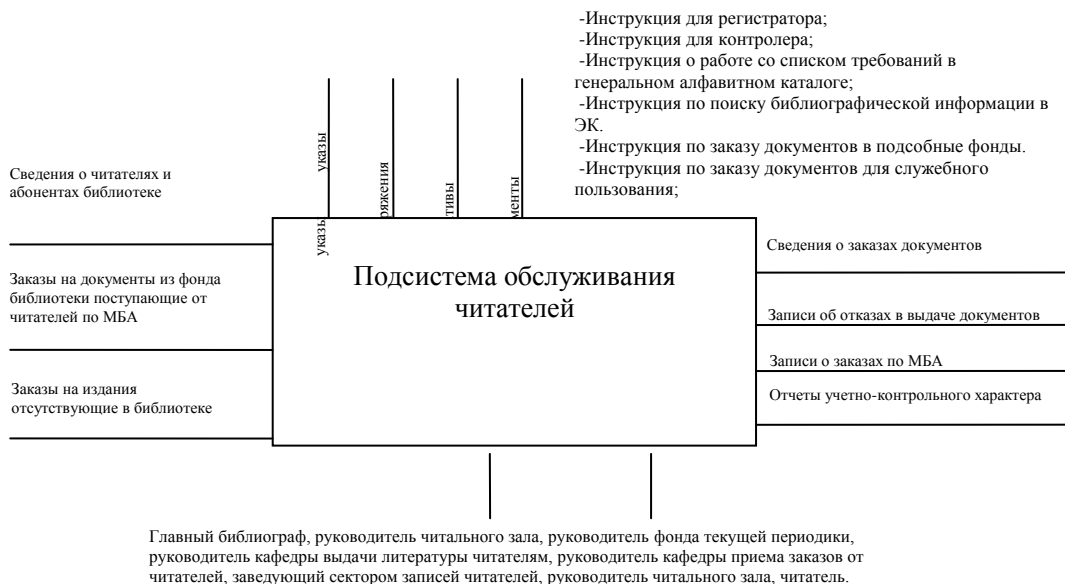 -Инструкция для регистратора;
-Инструкция для контролера;
-Инструкция о работе со списком требований в
генеральном алфавитном каталоге;
-Инструкция по поиску библиографической информации в
ЭК.
-Инструкция по заказу документов в подсобные фонды.
-Инструкция по заказу документов для служебного
пользования;
указы
указы
ряжения
тивы
менты
Сведения о читателях и
абонентах библиотеке
Заказы на документы из фонда
библиотеки поступающие от
читателей по МБА
Заказы на издания
отсутствующие в библиотеке
Подсистема обслуживания
читателей
Сведения о заказах документов
Записи об отказах в выдаче документов
Записи о заказах по МБА
Отчеты учетно-контрольного характера
Главный библиограф, руководитель читального зала, руководитель фонда текущей периодики,
руководитель кафедры выдачи литературы читателям, руководитель кафедры приема заказов от
читателей, заведующий сектором записей читателей, руководитель читального зала, читатель.